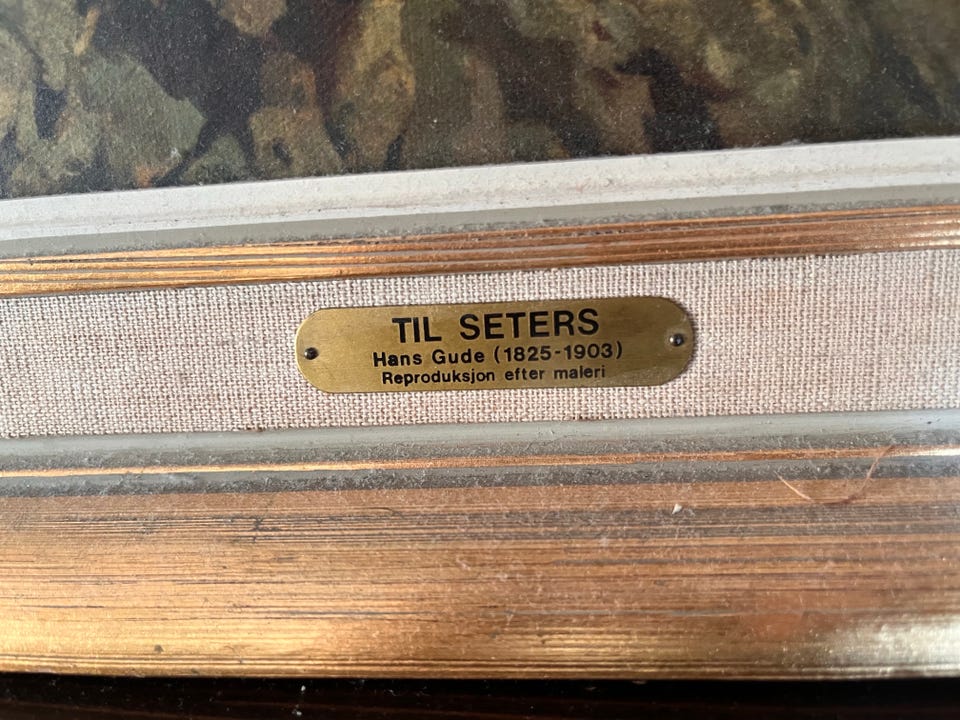 TIL SETERS
Hans Gude (1825-1903)
Reproduksjon efter maleri